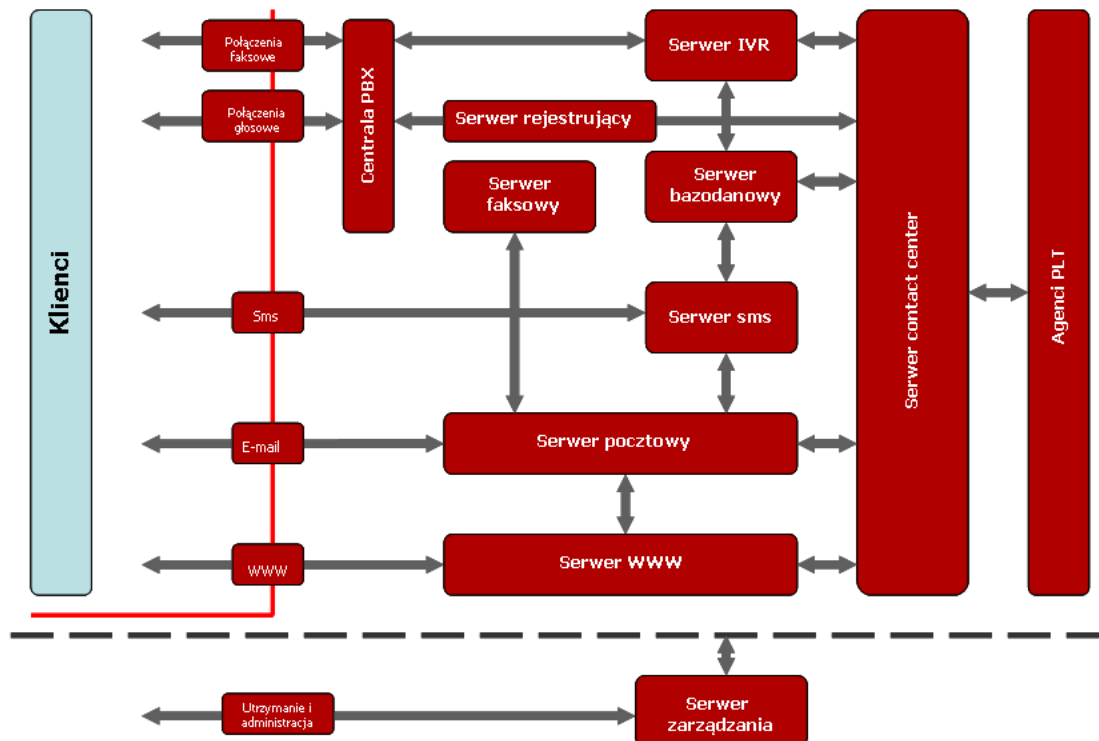 Klienci
Połączenia
faksowe
Połączenia
głosowe
Centrala PBX
Serwer IVR
Serwer rejestrujący
Serwer
faksowy
Serwer
bazodanowy
Sms
Serwer sms
E-mail
Serwer pocztowy
WWW
Serwer WWW
Serwer contact center
Agenci PLT
Utrzymanie i
administracja
Serwer
zarządzania